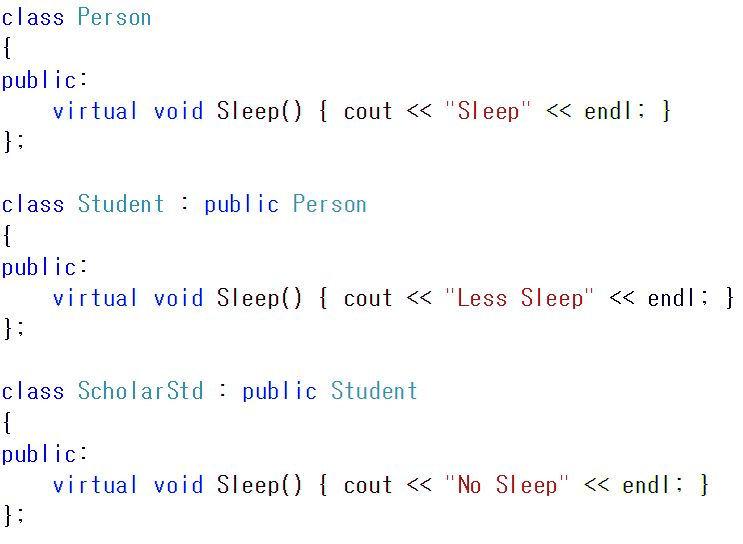 class Person
{
public:
    virtual void Sleep() { cout << "Sleep" << endl; }
};

class Student : public Person
{
public:
    virtual void Sleep() { cout << "Less Sleep" << endl; }
};

class ScholarStd : public Student
{
public:
    virtual void Sleep() { cout << "No Sleep" << endl; }
};